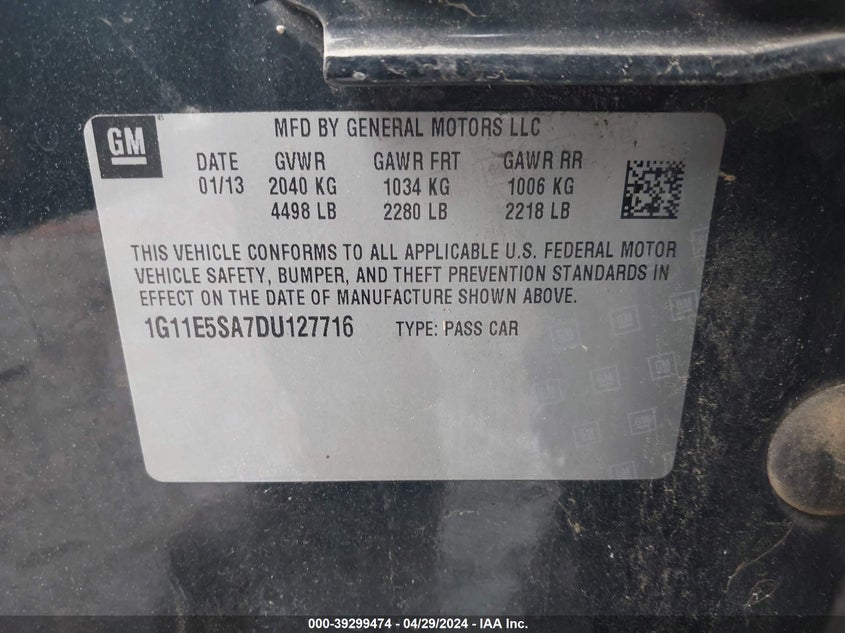 GM
MFD BY GENERAL MOTORS LLC
DATE GVWR GAWR FRT GAWR RR
01/13 2040 KG 1034 KG 1006 KG
4498 LB 2280 LB 2218 LB
THIS VEHICLE CONFORMS TO ALL APPLICABLE U.S. FEDERAL MOTOR
VEHICLE SAFETY, BUMPER, AND THEFT PREVENTION STANDARDS IN
EFFECT ON THE DATE OF MANUFACTURE SHOWN ABOVE.
1G11E5SA7DU127716 TYPE: PASS CAR
000-39299474 - 04/29/2024 - IAA Inc.